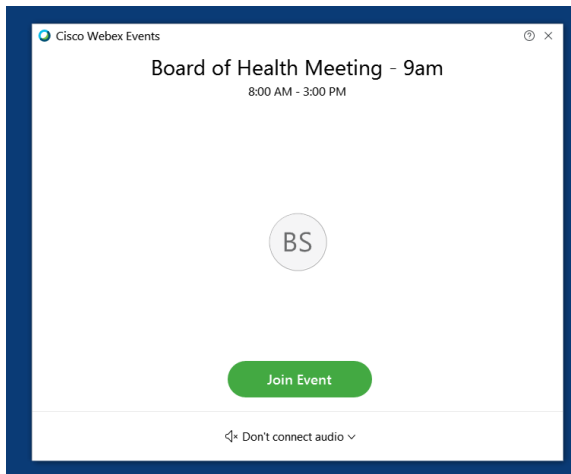 Cisco Webex Events
Board of Health Meeting - 9am
8:00 AM - 3:00 PM
BS
Join Event
Don't connect audio